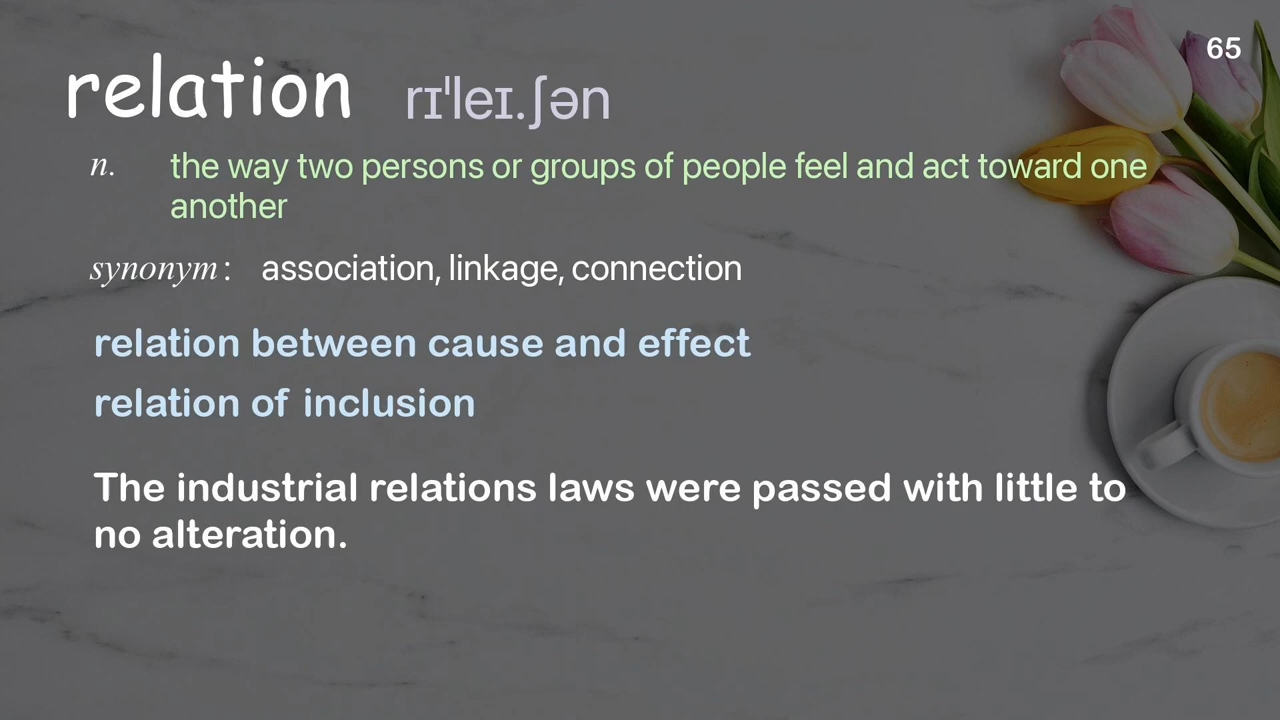 65
relation rɪˈleɪ.ʃən
n. the way two persons or groups of people feel and act toward one
another
synonym: association, linkage, connection
relation between cause and effect
relation of inclusion
The industrial relations laws were passed with little to
no alteration.